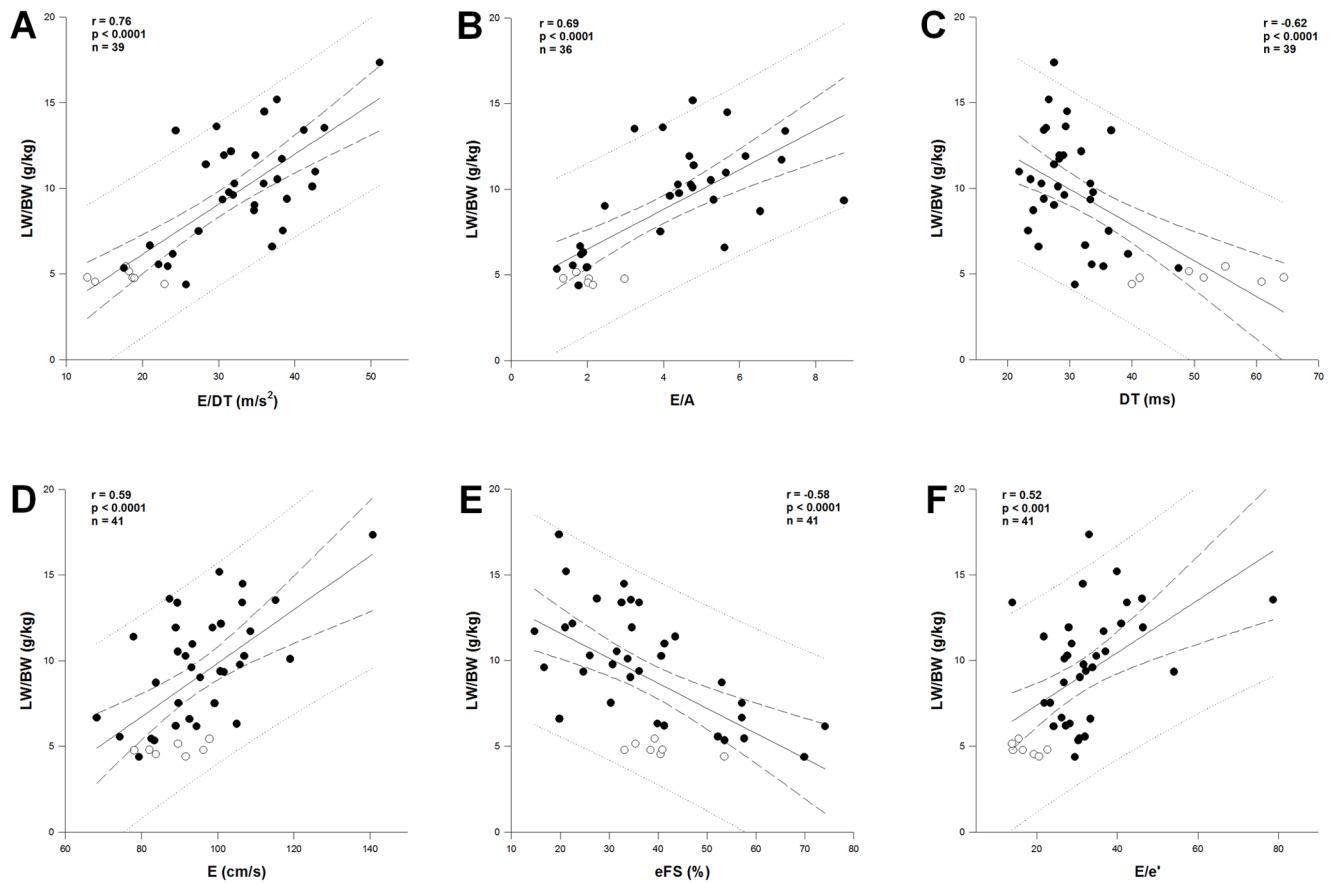 A
r = 0.76
p < 0.0001
n = 39
LW/BW (g/kg)
20
15
10
5
0
10
20
30
40
50
E/DT (m/s²)
B
r = 0.69
p < 0.0001
n = 36
LW/BW (g/kg)
20
15
10
5
0
0
2
4
6
8
E/A
C
r = -0.62
p < 0.0001
n = 39
LW/BW (g/kg)
20
15
10
5
0
20
30
40
50
60
70
DT (ms)
D
r = 0.59
p < 0.0001
n = 41
LW/BW (g/kg)
20
15
10
5
0
60
80
100
120
140
E (cm/s)
E
r = -0.58
p < 0.0001
n = 41
LW/BW (g/kg)
20
15
10
5
0
10
20
30
40
50
60
70
80
eFS (%)
F
r = 0.52
p < 0.001
n = 41
LW/BW (g/kg)
20
15
10
5
0
20
40
60
80
E/e'